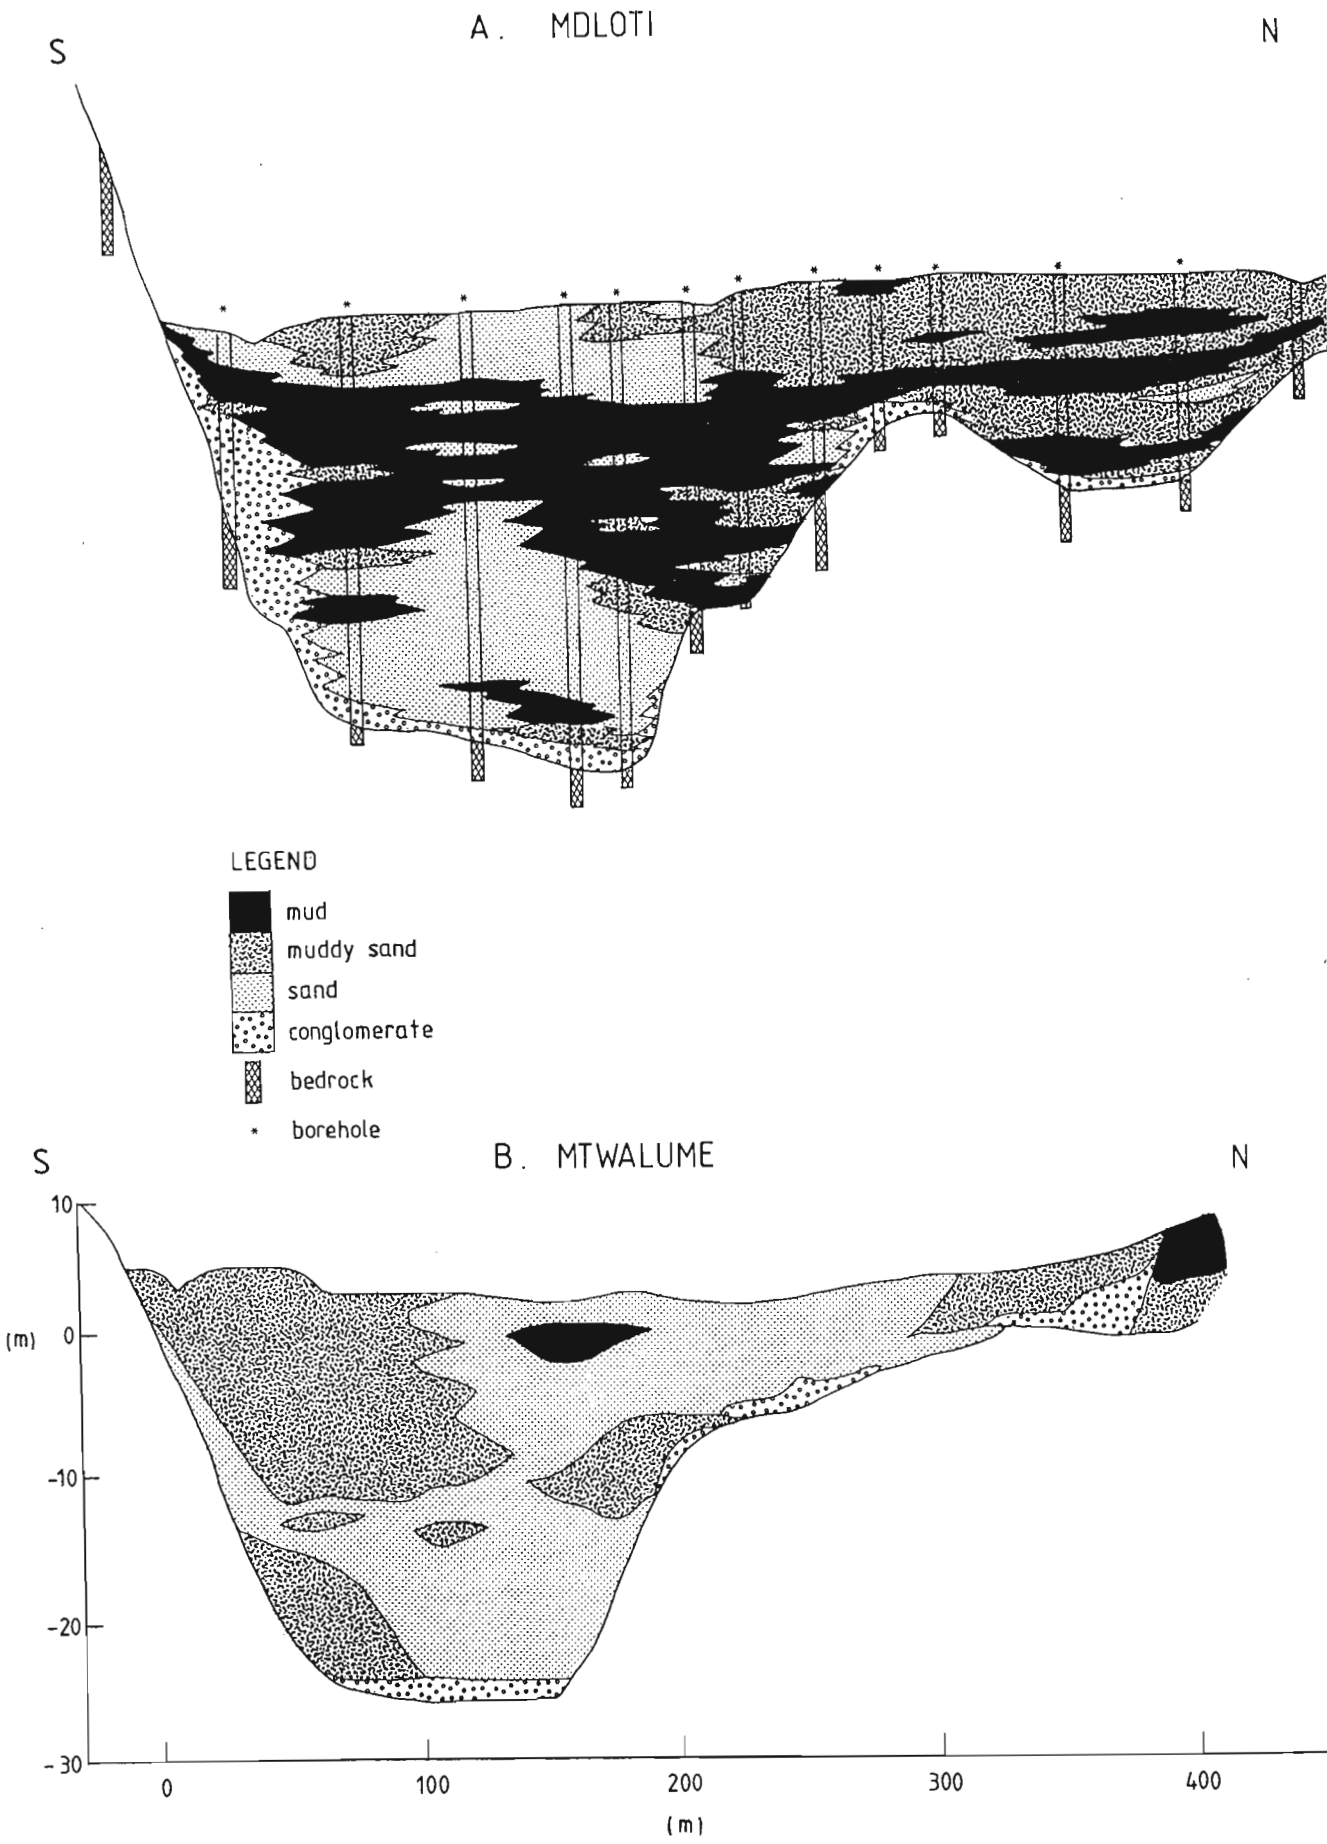 A. MDLOTI
S N
LEGEND
mud
muddy sand
sand
conglomerate
bedrock
* borehole
B. MTWALUME
S N
10
(m) 0
-10
-20
-30
0 100 200 300 400
(m)